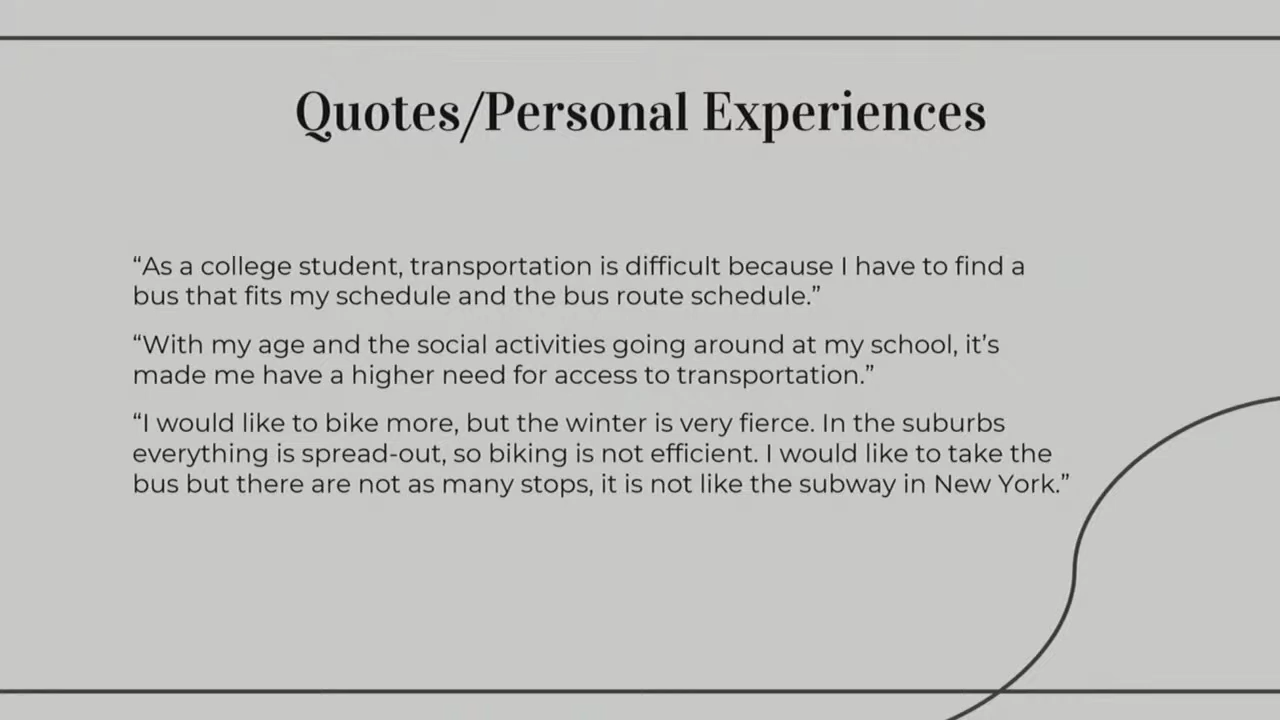 Quotes/Personal Experiences
“As a college student, transportation is difficult because I have to find a
bus that fits my schedule and the bus route schedule.”
“With my age and the social activities going around at my school, it’s
made me have a higher need for access to transportation.”
“I would like to bike more, but the winter is very fierce. In the suburbs
everything is spread-out, so biking is not efficient. I would like to take the
bus but there are not as many stops, it is not like the subway in New York.”